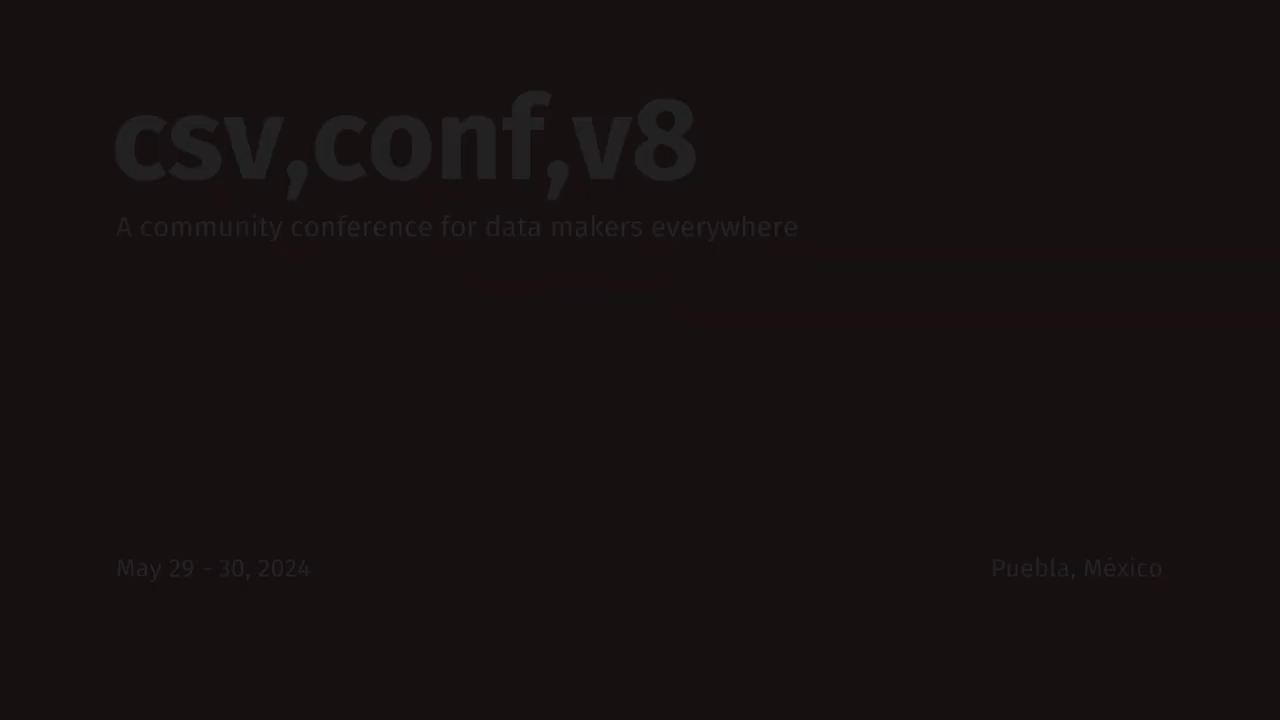 csv,conf,v8
A community conference for data makers everywhere
May 29 - 30, 2024
Puebla, México